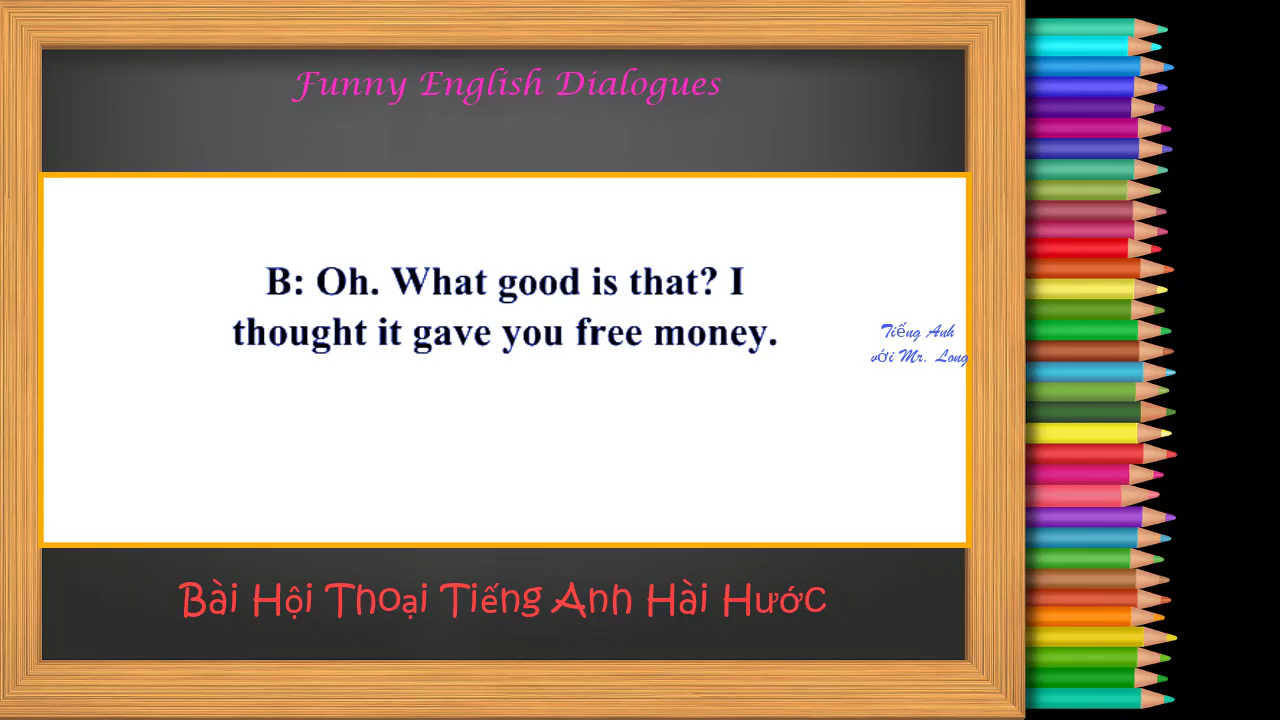 Funny English Dialogues
B: Oh. What good is that? I
thought it gave you free money.
Tiếng Anh
với Mr. Long
Bài Hội Thoại Tiếng Anh Hài Hước